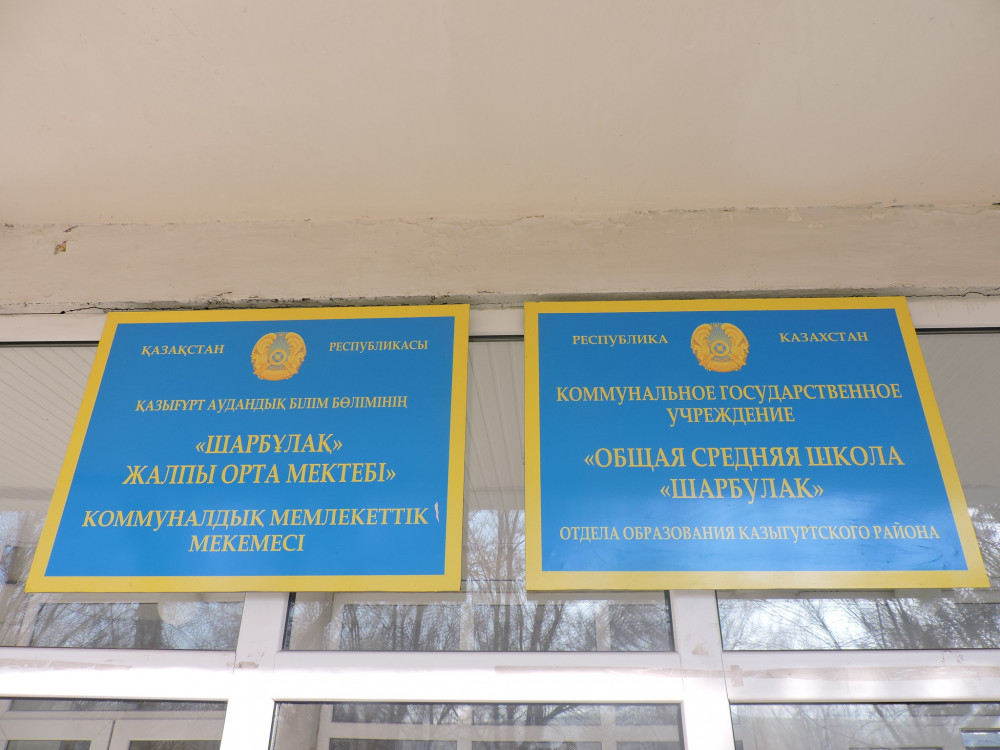 ҚАЗАҚСТАН РЕСПУБЛИКАСЫ
ҚАЗЫҒҰРТ АУДАНДЫҚ БІЛІМ БӨЛІМІНІҢ
«ШАРБҰЛАҚ»
ЖАЛПЫ ОРТА МЕКТЕБІ»
КОММУНАЛДЫҚ МЕМЛЕКЕТТІК
МЕКЕМЕСІ
РЕСПУБЛИКА КАЗАХСТАН
КОММУНАЛЬНОЕ ГОСУДАРСТВЕННОЕ
УЧРЕЖДЕНИЕ
«ОБЩАЯ СРЕДНЯЯ ШКОЛА
«ШАРБУЛАК»
ОТДЕЛА ОБРАЗОВАНИЯ КАЗЫГУРТСКОГО РАЙОНА